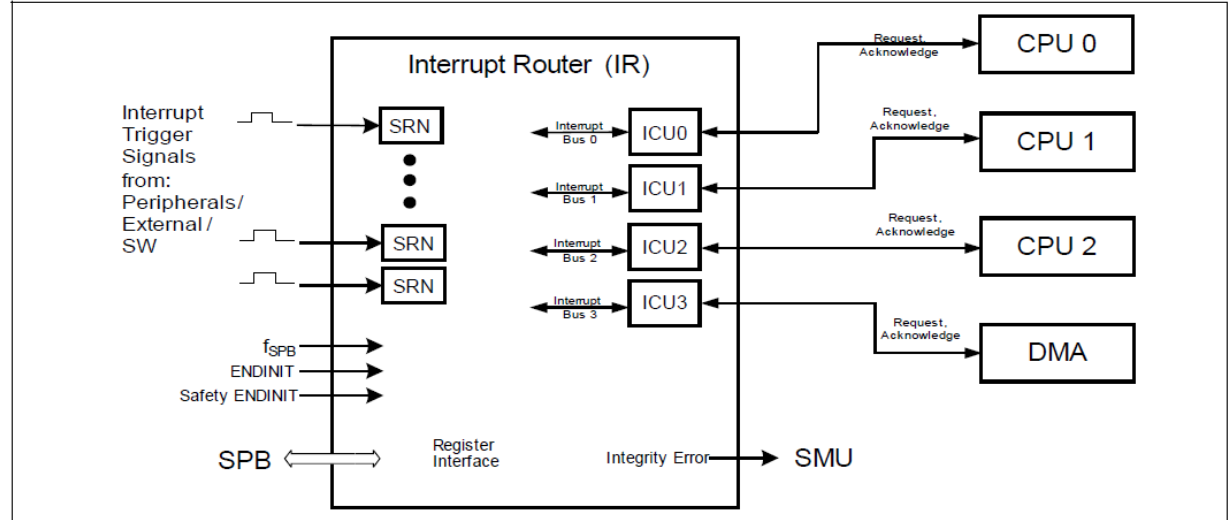 Interrupt Router (IR)
Interrupt
Trigger
Signals
from:
Peripherals/
External/
SW
SRN
SRN
SRN
fSPB
ENDINIT
Safety ENDINIT
SPB
Register
Interface
Interrupt
Bus 0
ICU0
Interrupt
Bus 1
ICU1
Interrupt
Bus 2
ICU2
Interrupt
Bus 3
ICU3
Integrity Error
SMU
Request,
Acknowledge
CPU 0
Request,
Acknowledge
CPU 1
Request,
Acknowledge
CPU 2
Request,
Acknowledge
DMA